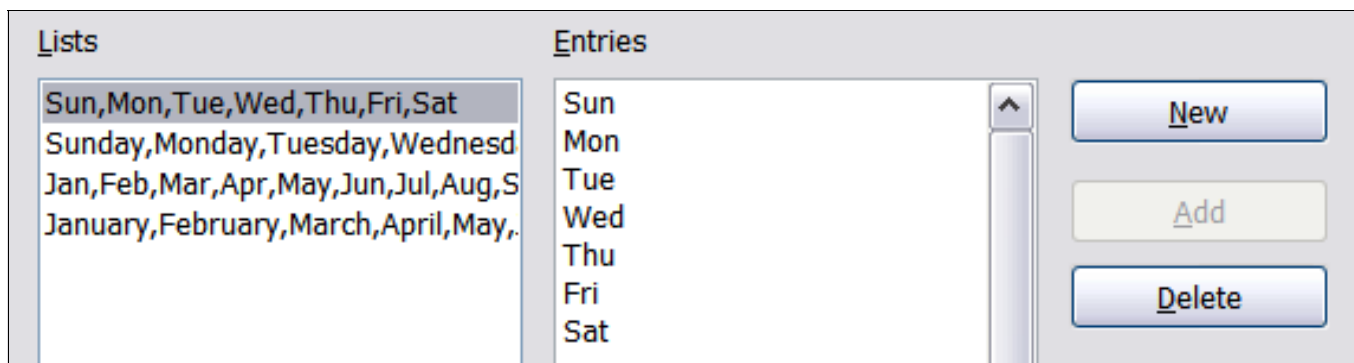 Lists
Entries
Sun,Mon,Tue,Wed,Thu,Fri,Sat
Sunday,Monday,Tuesday,Wednesd
Jan,Feb,Mar,Apr,May,Jun,Jul,Aug,S
January,February,March,April,May,.
Sun
Mon
Tue
Wed
Thu
Fri
Sat
New
Add
Delete